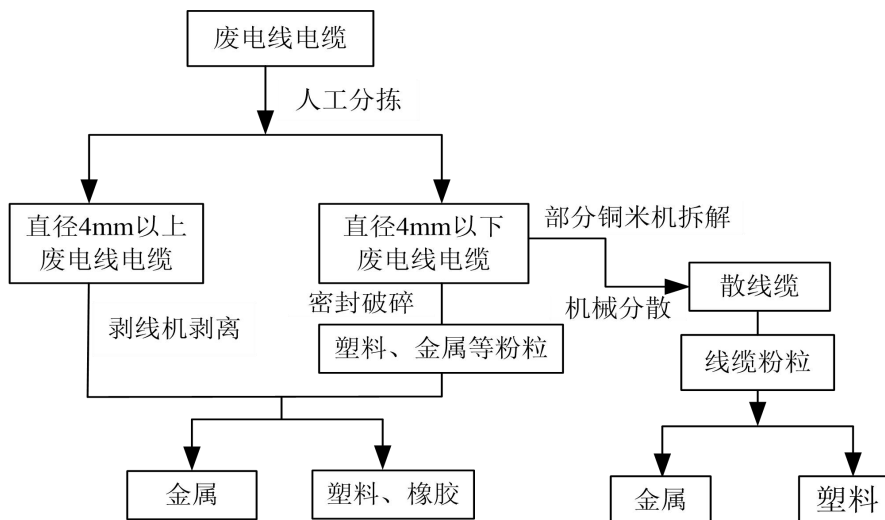 废电线电缆
人工分拣
直径4mm以上
废电线电缆
直径4mm以下
废电线电缆
部分铜米机拆解
机械分散
散线缆
剥线机剥离
密封破碎
塑料、金属等粉粒
线缆粉粒
金属
塑料、橡胶
金属
塑料